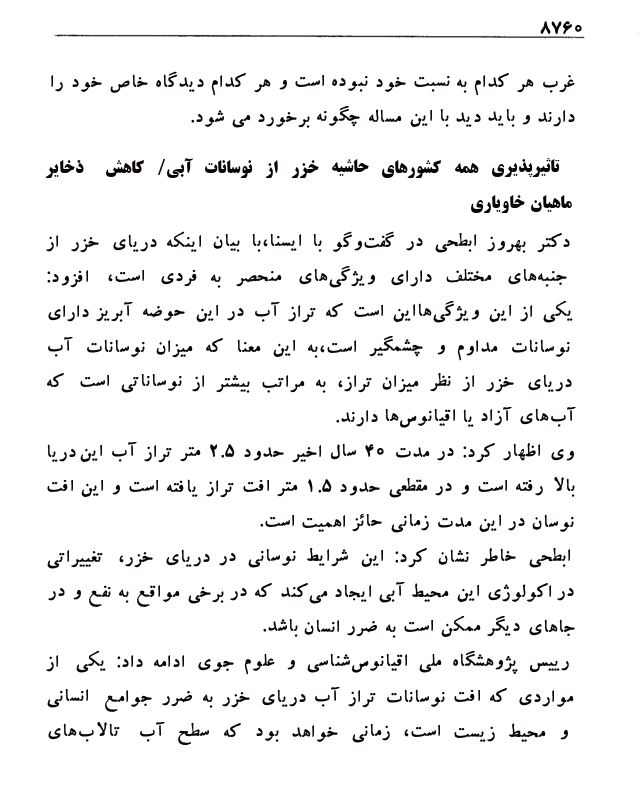 ۸۷۶۰
غرب هر کدام به نسبت خود نبوده است و هر کدام دیدگاه خاص خود را
دارند و باید دید با این مساله چگونه برخورد می شود.
تاثیرپذیری همه کشورهای حاشیه خزر از نوسانات آبی/ کاهش ذخایر
ماهیان خاویاری
دکتر بهروز ابطحی در گفت‌وگو با ایسنا،با بیان اینکه دریای خزر از
جنبه‌های مختلف دارای ویژگی‌های منحصر به فردی است، افزود:
یکی از این ویژگی‌هااین است که تراز آب در این حوضه آبریز دارای
نوسانات مداوم و چشمگیر است،به این معنا که میزان نوسانات آب
دریای خزر از نظر میزان تراز، به مراتب بیشتر از نوساناتی است که
آب‌های آزاد یا اقیانوس‌ها دارند.
وی اظهار کرد: در مدت ۴۰ سال اخیر حدود ۲.۵ متر تراز آب این دریا
بالا رفته است و در مقطعی حدود ۱.۵ متر افت تراز یافته است و این افت
نوسان در این مدت زمانی حائز اهمیت است.
ابطحی خاطر نشان کرد: این شرایط نوسانی در دریای خزر، تغییراتی
در اکولوژی این محیط آبی ایجاد می‌کند که در برخی مواقع به نفع و در
جاهای دیگر ممکن است به ضرر انسان باشد.
رییس پژوهشگاه ملی اقیانوس‌شناسی و علوم جوی ادامه داد: یکی از
مواردی که افت نوسانات تراز آب دریای خزر به ضرر جوامع انسانی
و محیط زیست است، زمانی خواهد بود که سطح آب تالاب‌های